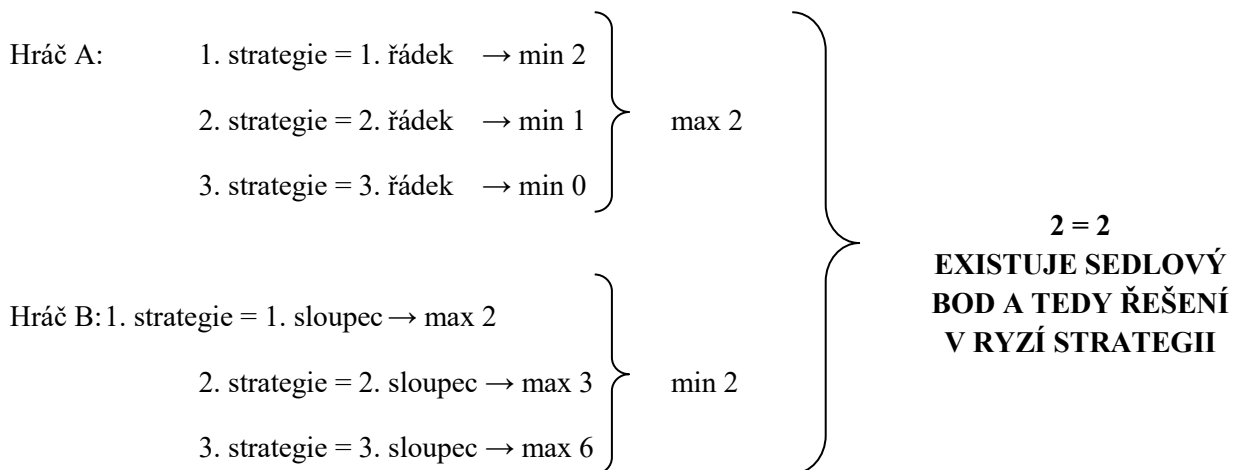 Hráč A: 1. strategie = 1. řádek → min 2
2. strategie = 2. řádek → min 1 max 2
3. strategie = 3. řádek → min 0
2 = 2
EXISTUJE SEDLOVÝ
BOD A TEDY ŘEŠENÍ
V RYZÍ STRATEGII
Hráč B: 1. strategie = 1. sloupec → max 2
2. strategie = 2. sloupec → max 3 min 2
3. strategie = 3. sloupec → max 6